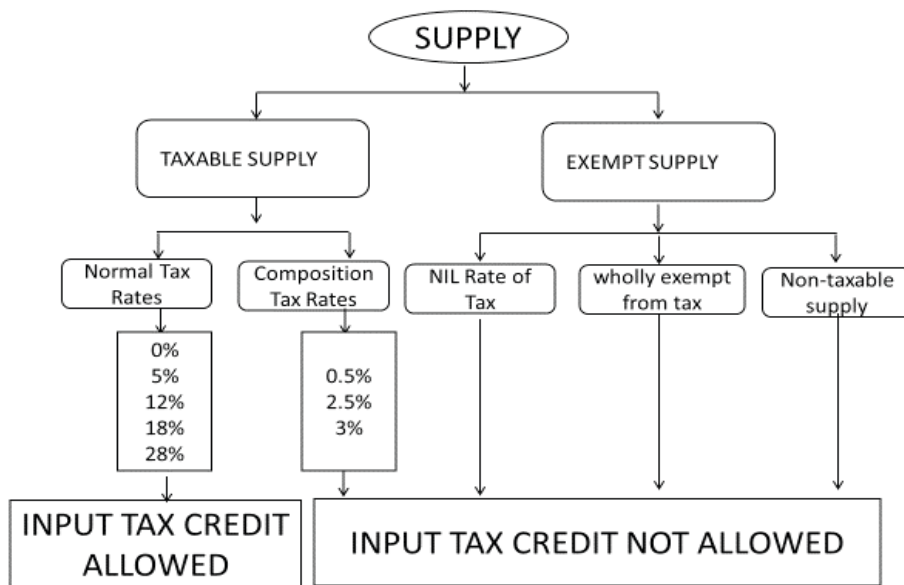 SUPPLY
TAXABLE SUPPLY
EXEMPT SUPPLY
Normal Tax
Rates
Composition
Tax Rates
NIL Rate of
Tax
wholly exempt
from tax
Non-taxable
supply
0%
5%
12%
18%
28%
0.5%
2.5%
3%
INPUT TAX CREDIT
ALLOWED
INPUT TAX CREDIT NOT ALLOWED